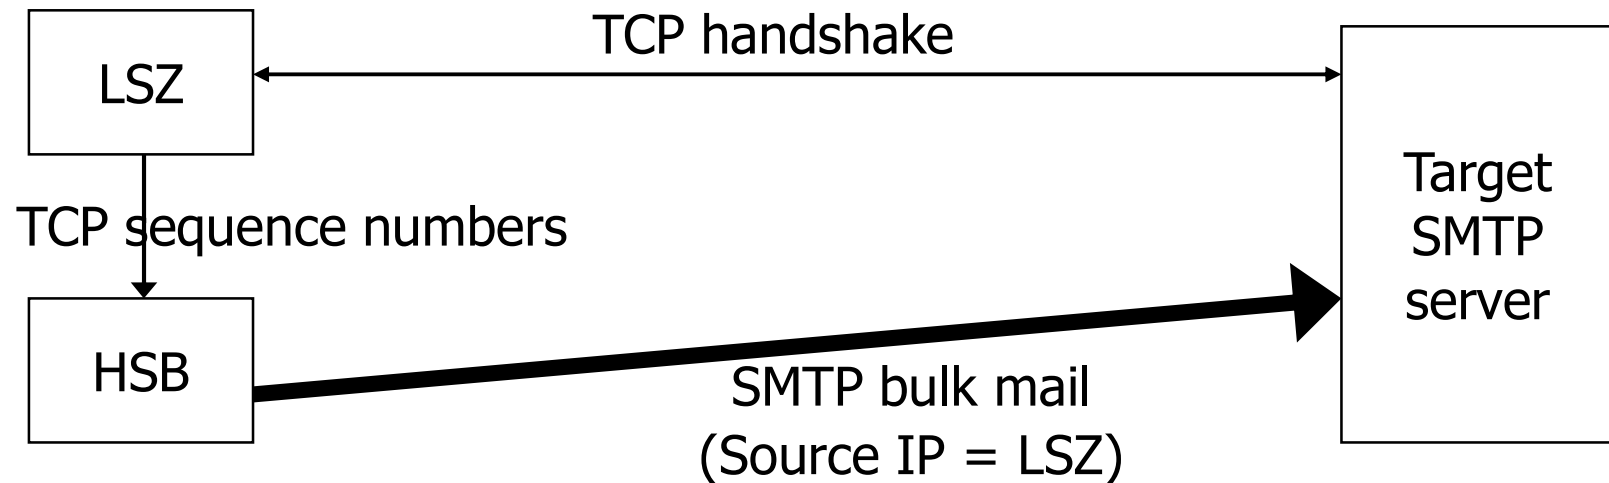 TCP handshake
LSZ
TCP sequence numbers
HSB
Target
SMTP
server
SMTP bulk mail
(Source IP = LSZ)